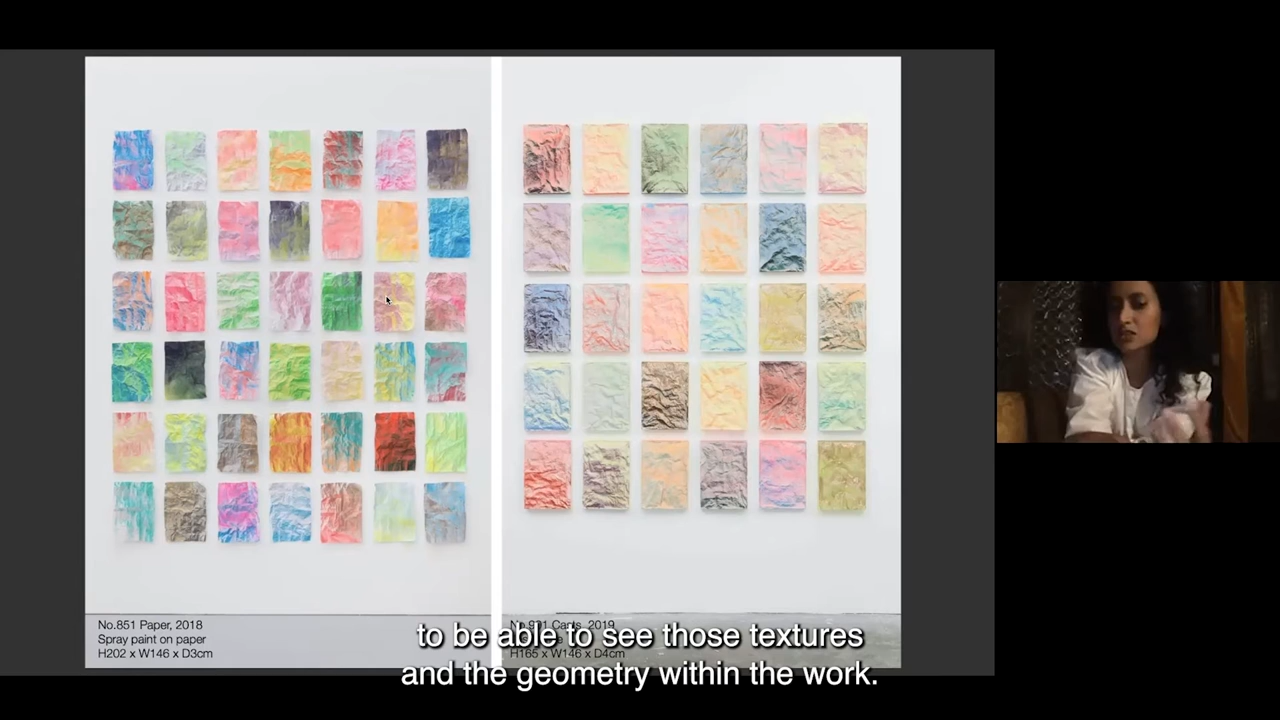 No.851 Paper, 2018
Spray paint on paper
H202 x W146 x D3cm
2019
H165 x W146 x D4cm
to be able to see those textures
and the geometry within the work.